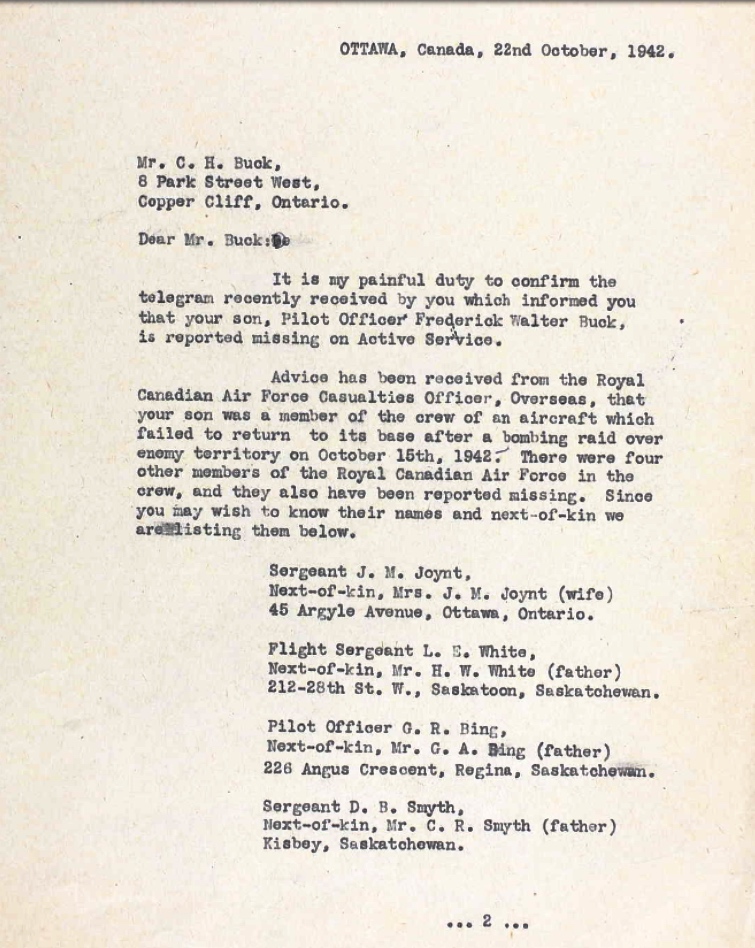 OTTAWA, Canada, 22nd October, 1942.
Mr. C. H. Buck,
8 Park Street West,
Copper Cliff, Ontario.
Dear Mr. Buck:
It is my painful duty to confirm the
telegram recently received by you which informed you
that your son, Pilot Officer Frederick Walter Buck,
is reported missing on Active Service.
Advice has been received from the Royal
Canadian Air Force Casualties Officer, Overseas, that
your son was a member of the crew of an aircraft which
failed to return to its base after a bombing raid over
enemy territory on October 15th, 1942. There were four
other members of the Royal Canadian Air Force in the
crew, and they also have been reported missing. Since
you may wish to know their names and next-of-kin we
are listing them below.
Sergeant J. M. Joynt,
Next-of-kin, Mrs. J. M. Joynt (wife)
45 Argyle Avenue, Ottawa, Ontario.
Flight Sergeant L. E. White,
Next-of-kin, Mr. H. W. White (father)
212-28th St. W., Saskatoon, Saskatchewan.
Pilot Officer G. R. Bing,
Next-of-kin, Mr. G. A. Bing (father)
226 Angus Crescent, Regina, Saskatchewan.
Sergeant D. B. Smyth,
Next-of-kin, Mr. C. R. Smyth (father)
Kisbey, Saskatchewan.
... 2 ...